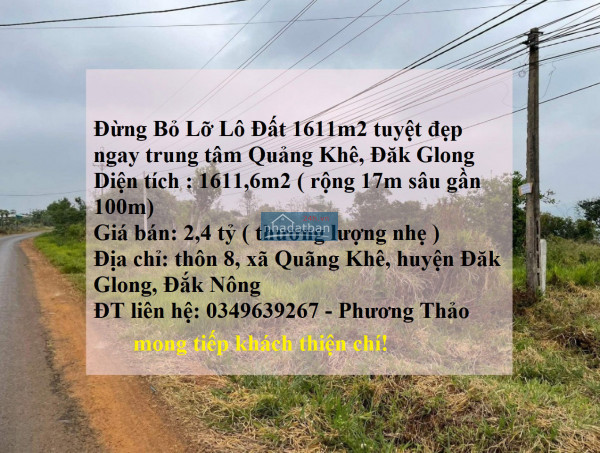 Đừng Bỏ Lỡ Lô Đất 1611m2 tuyệt đẹp
ngay trung tâm Quảng Khê, Đăk Glong
Diện tích : 1611,6m2 ( rộng 17m sâu gần
100m)
nhadatban
Giá bán: 2,4 tỷ ( thương lượng nhẹ )
Địa chỉ: thôn 8, xã Quãng Khê, huyện Đăk
Glong, Đắk Nông
ĐT liên hệ: 0349639267 - Phương Thảo
mong tiếp khách thiện chí!